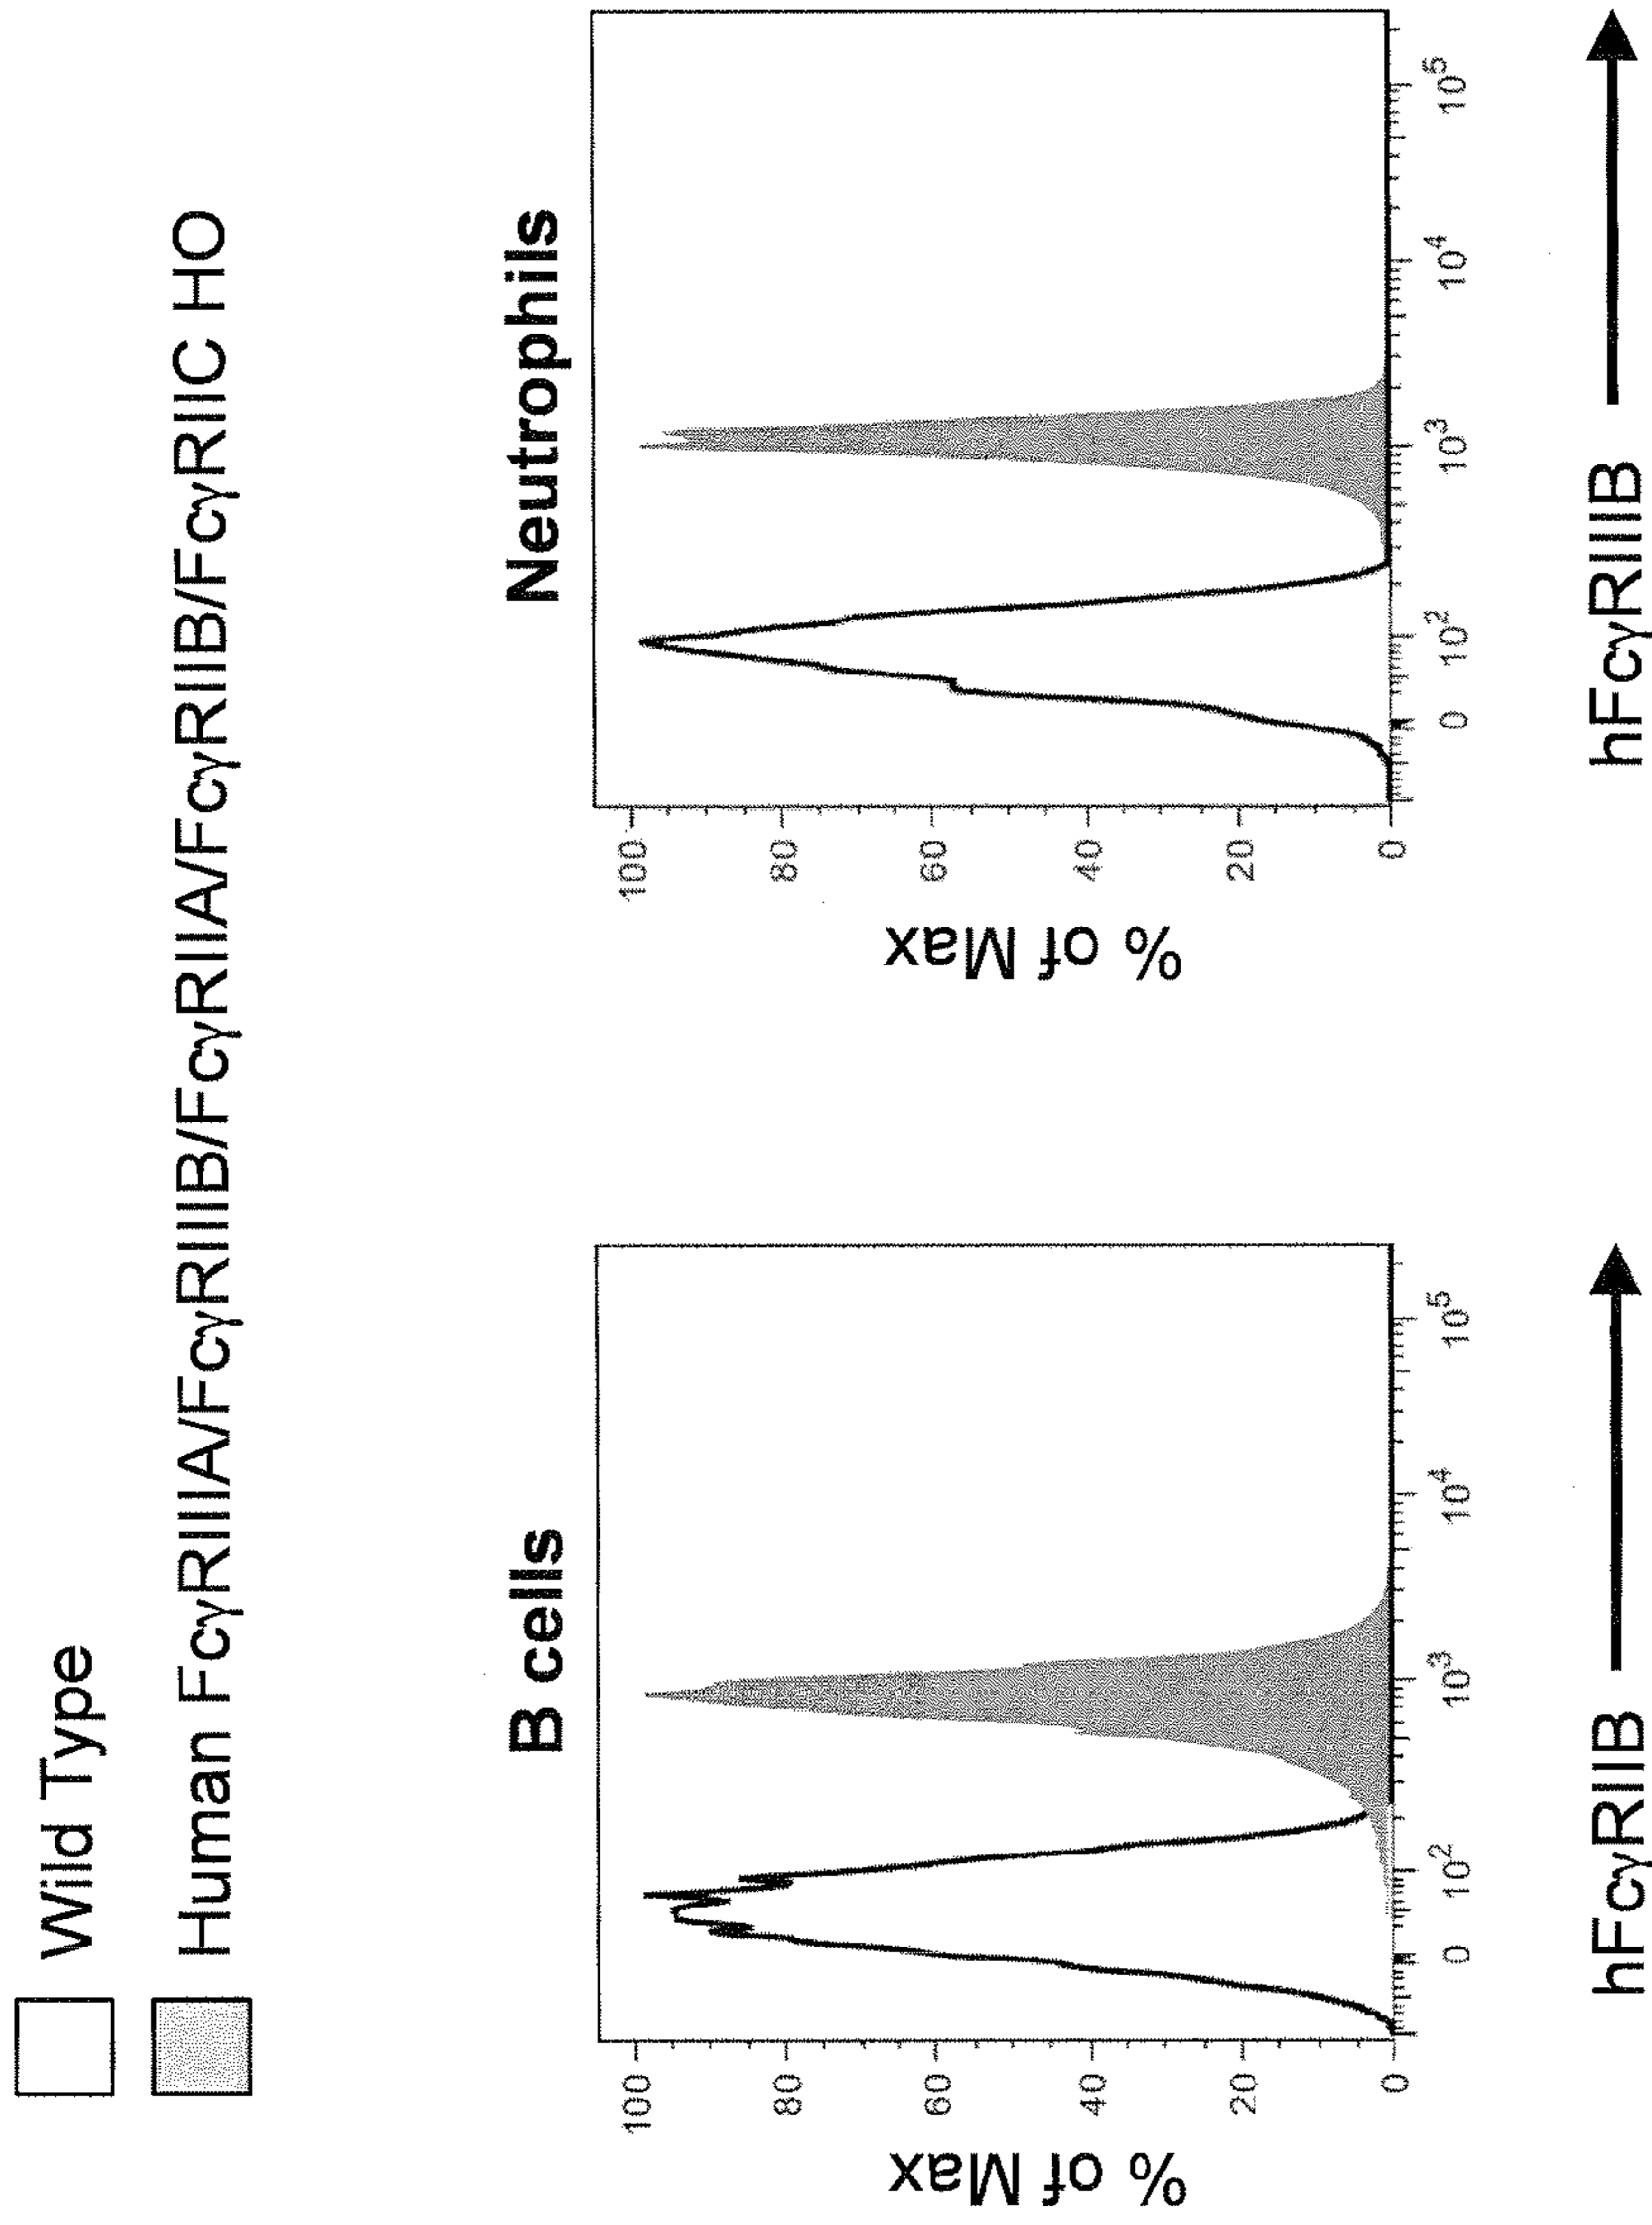 Wild Type
Human FcγRIIIA/FcγRIIIB/FcγRIIA/FcγRIIB/FcγRIIC HO
B cells
% of Max
100
80
60
40
20
0
0 10² 10³ 10⁴ 10⁵
hFcγRIIB
Neutrophils
% of Max
100
80
60
40
20
0
0 10² 10³ 10⁴ 10⁵
hFcγRIIIB